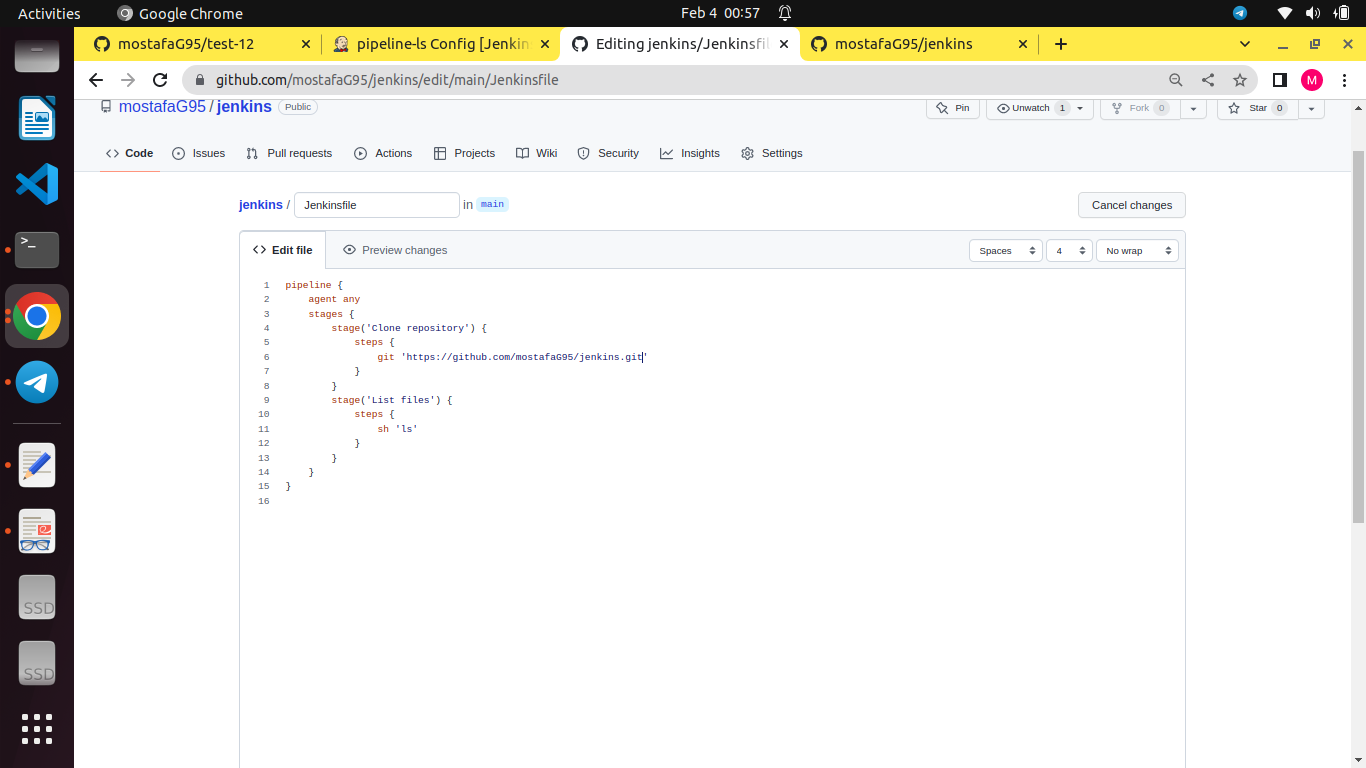 Activities Google Chrome Feb 4 00:57
mostafaG95/test-12 pipeline-ls Config [Jenkin Editing jenkins/Jenkinsfil mostafaG95/jenkins
github.com/mostafaG95/jenkins/edit/main/Jenkinsfile M
mostafaG95 / jenkins Public Pin Unwatch 1 Fork 0 Star 0
Code Issues Pull requests Actions Projects Wiki Security Insights Settings
jenkins / Jenkinsfile in main Cancel changes
Edit file Preview changes Spaces 4 No wrap
1 pipeline {
2 agent any
3 stages {
4 stage('Clone repository') {
5 steps {
6 git 'https://github.com/mostafaG95/jenkins.git'
7 }
8 }
9 stage('List files') {
10 steps {
11 sh 'ls'
12 }
13 }
14 }
15 }
16
SSD
SSD